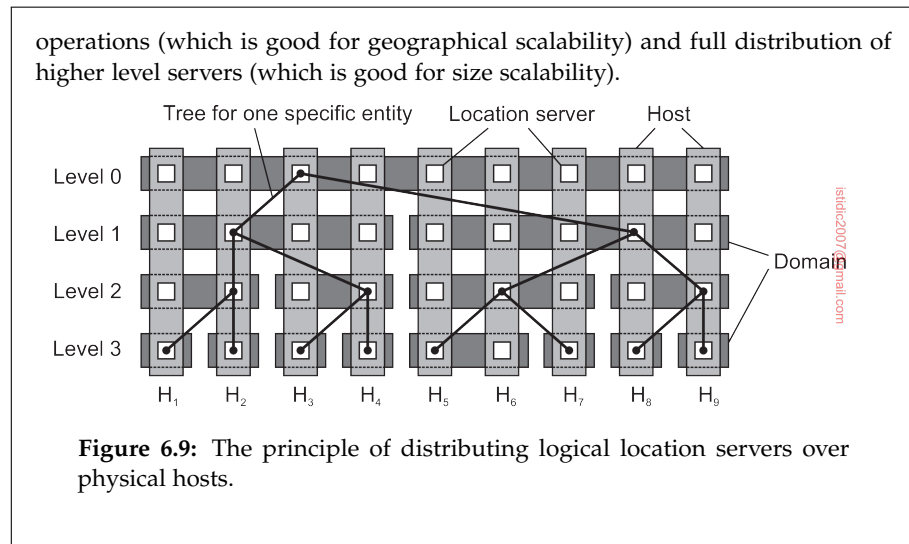 operations (which is good for geographical scalability) and full distribution of
higher level servers (which is good for size scalability).
Tree for one specific entity
Location server
Host
Level 0
Level 1
Level 2
Level 3
Domain
istidic2007@gmail.com
H₁ H₂ H₃ H₄ H₅ H₆ H₇ H₈ H₉
Figure 6.9: The principle of distributing logical location servers over
physical hosts.